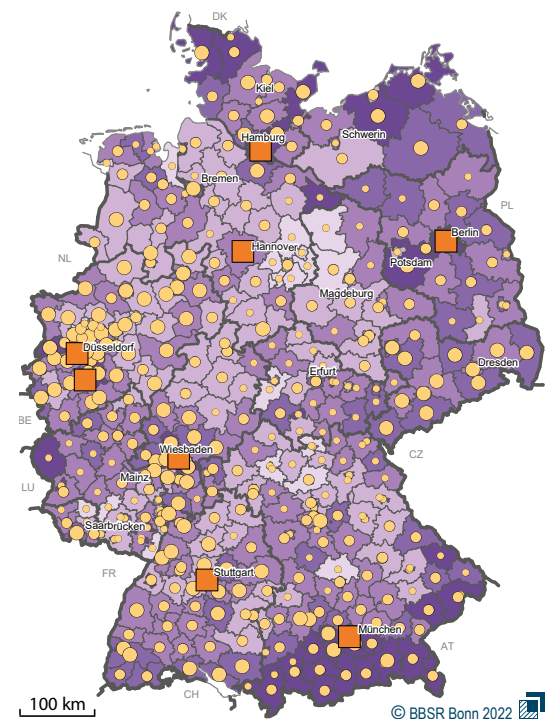 DK
Kiel
Schwerin
Hamburg
Bremen
PL
Berlin
NL
Hannover
Potsdam
Magdeburg
Düsseldorf
Erfurt
Dresden
BE
Wiesbaden
CZ
Mainz
LU
Saarbrücken
FR
Stuttgart
München
AT
CH
100 km
© BBSR Bonn 2022